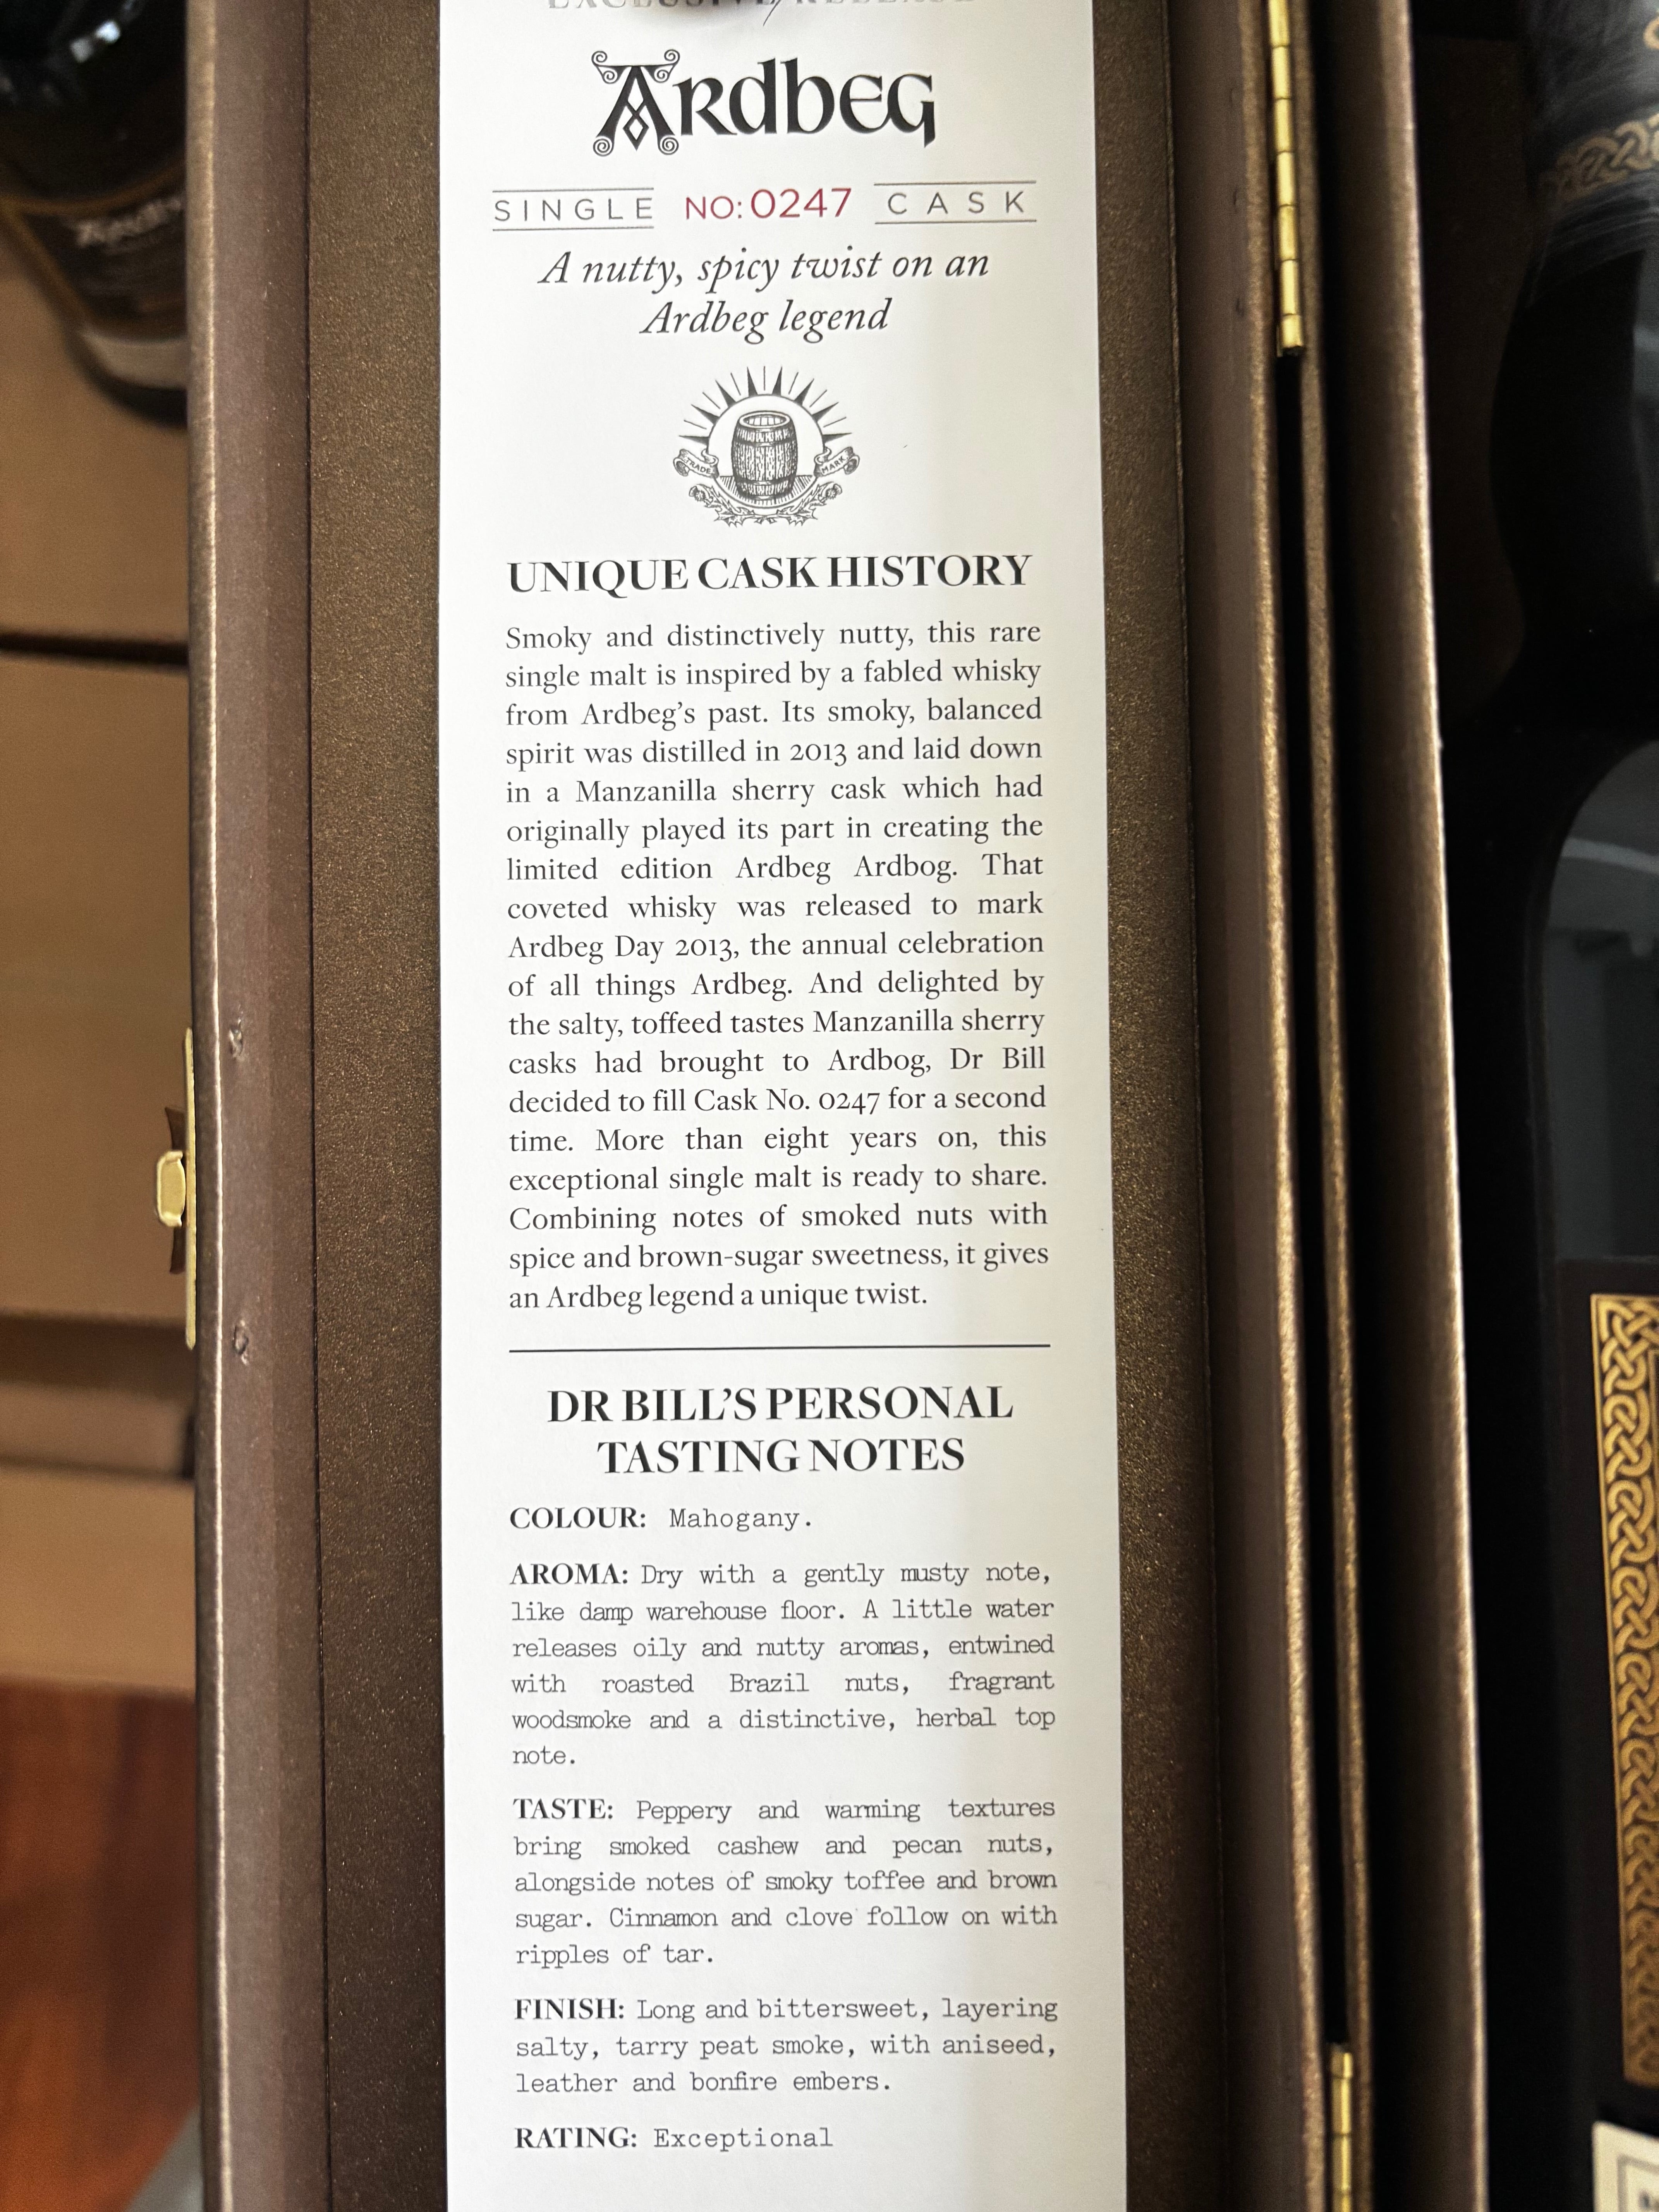 EXCLUSIVE RELEASE
ARdbEG
SINGLE NO:0247 CASK
A nutty, spicy twist on an
Ardbeg legend
TRADE MARK
UNIQUE CASK HISTORY
Smoky and distinctively nutty, this rare
single malt is inspired by a fabled whisky
from Ardbeg’s past. Its smoky, balanced
spirit was distilled in 2013 and laid down
in a Manzanilla sherry cask which had
originally played its part in creating the
limited edition Ardbeg Ardbog. That
coveted whisky was released to mark
Ardbeg Day 2013, the annual celebration
of all things Ardbeg. And delighted by
the salty, toffeed tastes Manzanilla sherry
casks had brought to Ardbog, Dr Bill
decided to fill Cask No. 0247 for a second
time. More than eight years on, this
exceptional single malt is ready to share.
Combining notes of smoked nuts with
spice and brown-sugar sweetness, it gives
an Ardbeg legend a unique twist.
DR BILL’S PERSONAL
TASTING NOTES
COLOUR: Mahogany.
AROMA: Dry with a gently musty note,
like damp warehouse floor. A little water
releases oily and nutty aromas, entwined
with roasted Brazil nuts, fragrant
woodsmoke and a distinctive, herbal top
note.
TASTE: Peppery and warming textures
bring smoked cashew and pecan nuts,
alongside notes of smoky toffee and brown
sugar. Cinnamon and clove follow on with
ripples of tar.
FINISH: Long and bittersweet, layering
salty, tarry peat smoke, with aniseed,
leather and bonfire embers.
RATING: Exceptional